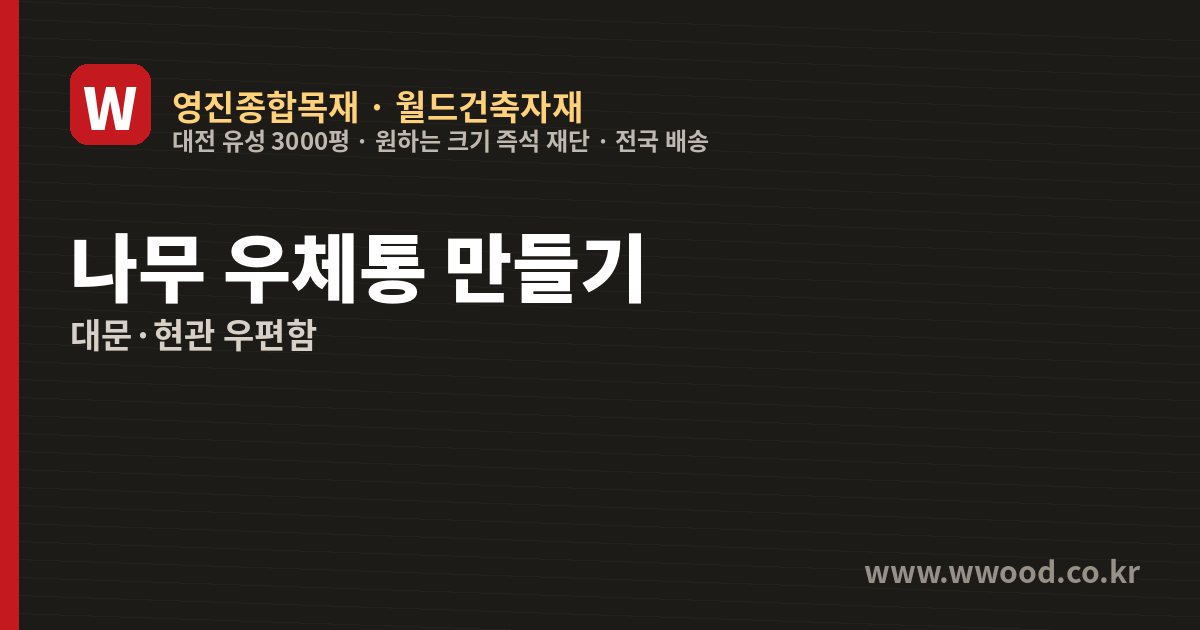 W
영진종합목재 · 월드건축자재
대전 유성 3000평 · 원하는 크기 즉석 재단 · 전국 배송
나무 우체통 만들기
대문·현관 우편함
www.wwood.co.kr